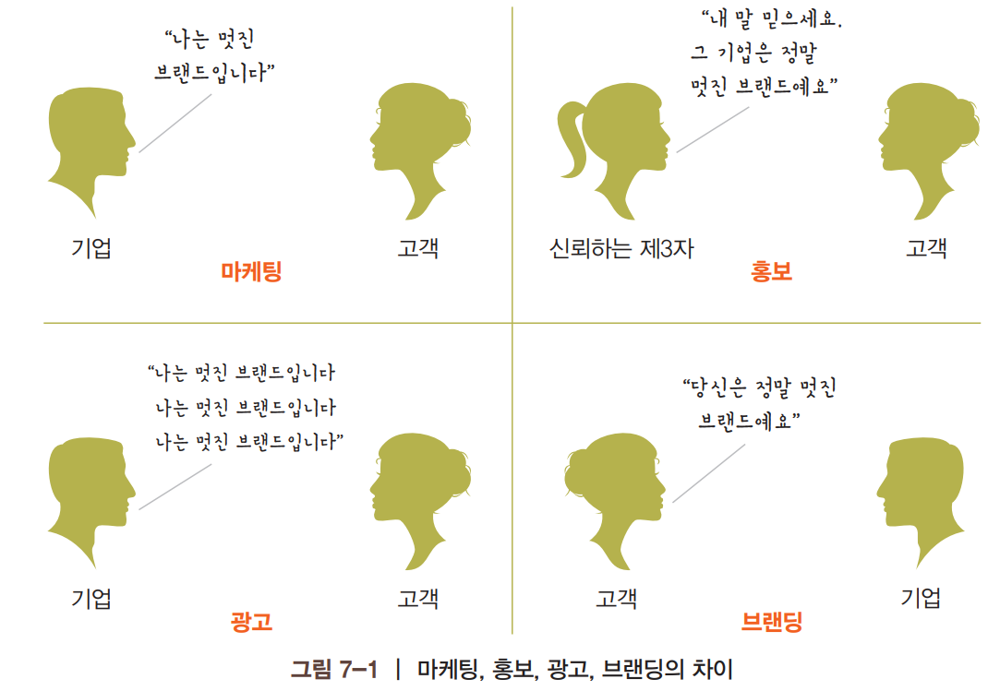 “나는 멋진
브랜드입니다”
기업
고객
마케팅
“내 말 믿으세요.
그 기업은 정말
멋진 브랜드예요”
신뢰하는 제3자
고객
홍보
“나는 멋진 브랜드입니다
나는 멋진 브랜드입니다
나는 멋진 브랜드입니다”
기업
고객
광고
“당신은 정말 멋진
브랜드예요”
고객
기업
브랜딩
그림 7-1 | 마케팅, 홍보, 광고, 브랜딩의 차이